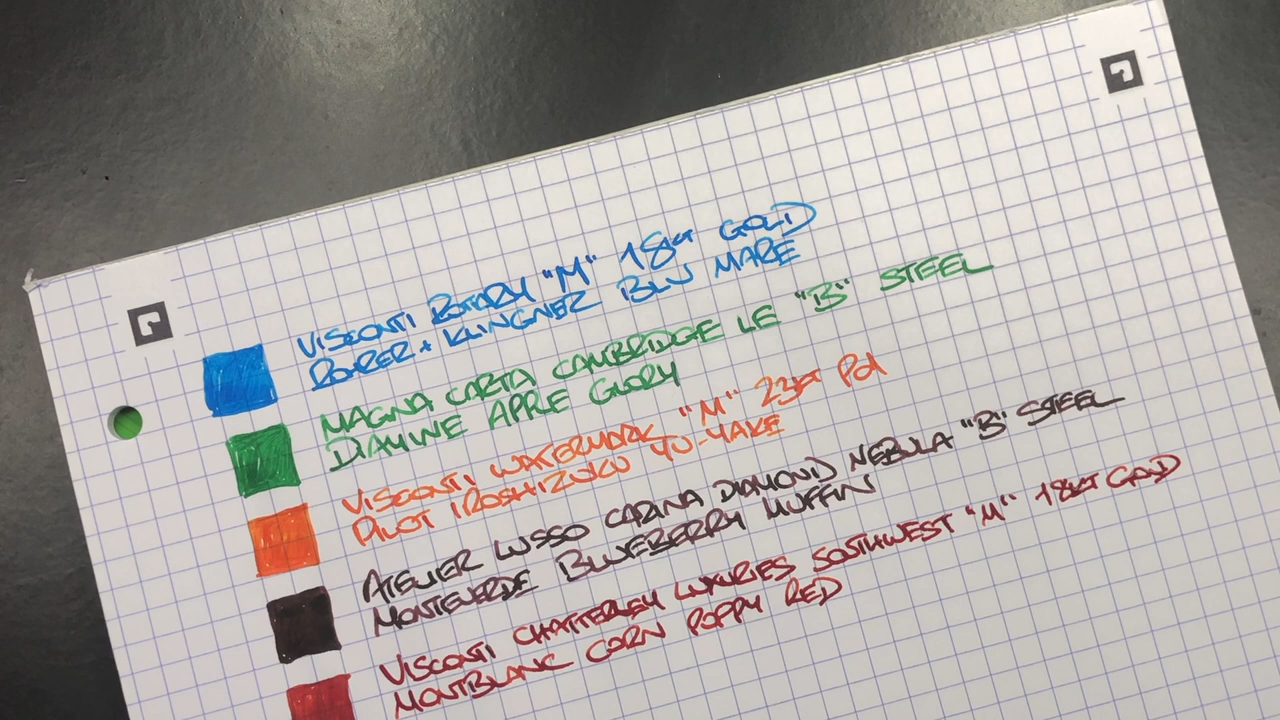 VISCONTI ROTARY "M" 18KT GOLD
ROHRER + KLINGNER BLU MARE
MAGNA CARTA CAMBRIDGE LE "B" STEEL
DIAMINE APPLE GLORY
VISCONTI WATERMARK "M" 23KT Pd
PILOT IROSHIZUKU YU-YAKE
ATELIER LUSSO CARINA DIAMOND NEBULA "B" STEEL
MONTEVERDE BLUEBERRY MUFFIN
VISCONTI CHATTERLEY LUXURIES SOUTHWEST "M" 18KT GOLD
MONTBLANC CORN POPPY RED